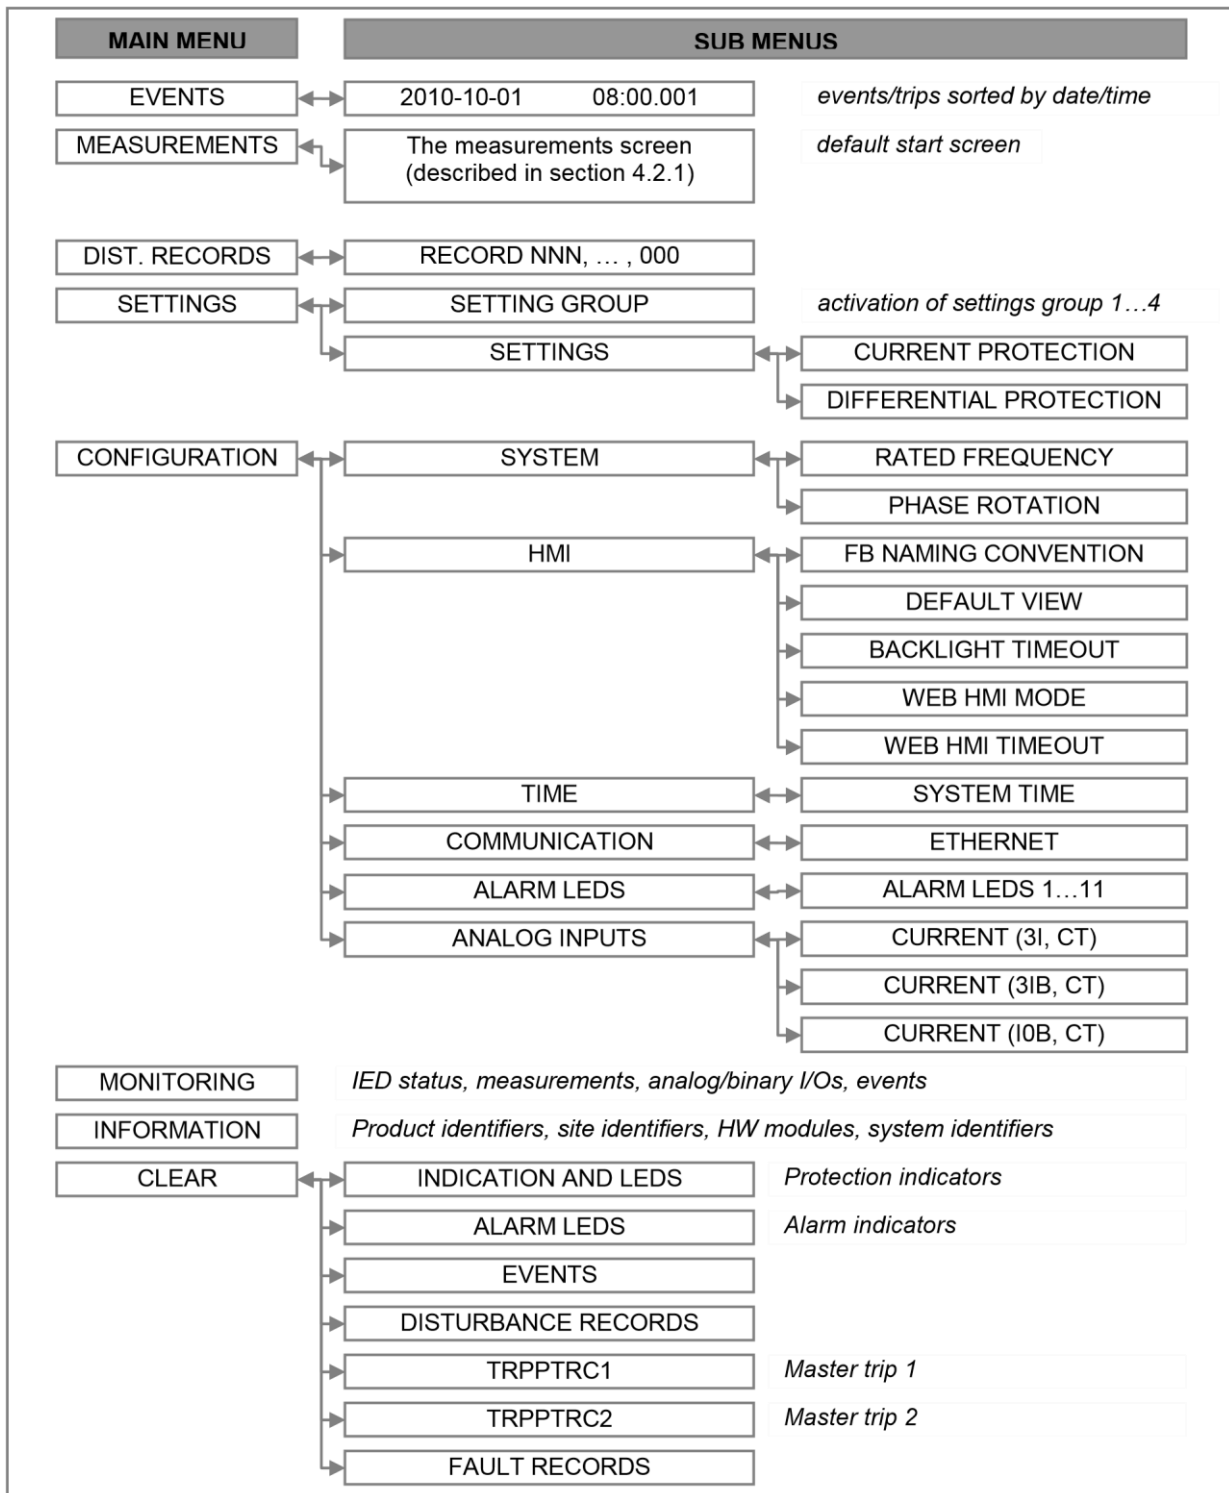 MAIN MENU
SUB MENUS
EVENTS
2010-10-01 08:00.001
events/trips sorted by date/time
MEASUREMENTS
The measurements screen
(described in section 4.2.1)
default start screen
DIST. RECORDS
RECORD NNN, … , 000
SETTINGS
SETTING GROUP
activation of settings group 1…4
SETTINGS
CURRENT PROTECTION
DIFFERENTIAL PROTECTION
CONFIGURATION
SYSTEM
RATED FREQUENCY
PHASE ROTATION
HMI
FB NAMING CONVENTION
DEFAULT VIEW
BACKLIGHT TIMEOUT
WEB HMI MODE
WEB HMI TIMEOUT
TIME
SYSTEM TIME
COMMUNICATION
ETHERNET
ALARM LEDS
ALARM LEDS 1…11
ANALOG INPUTS
CURRENT (3I, CT)
CURRENT (3IB, CT)
CURRENT (I0B, CT)
MONITORING
IED status, measurements, analog/binary I/Os, events
INFORMATION
Product identifiers, site identifiers, HW modules, system identifiers
CLEAR
INDICATION AND LEDS
Protection indicators
ALARM LEDS
Alarm indicators
EVENTS
DISTURBANCE RECORDS
TRPPTRC1
Master trip 1
TRPPTRC2
Master trip 2
FAULT RECORDS